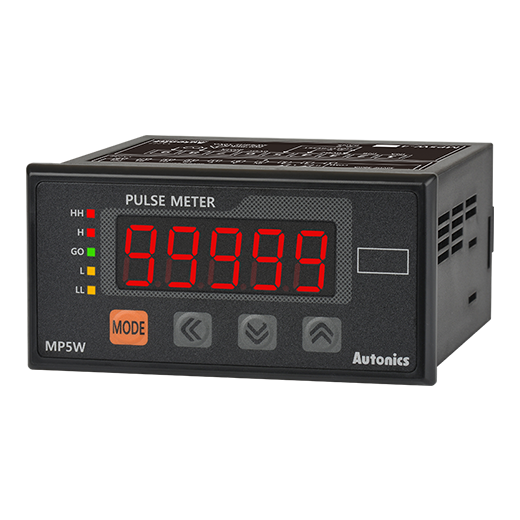 PULSE METER
HH
H
GO
L
LL
99999
MODE
MP5W
Autonics